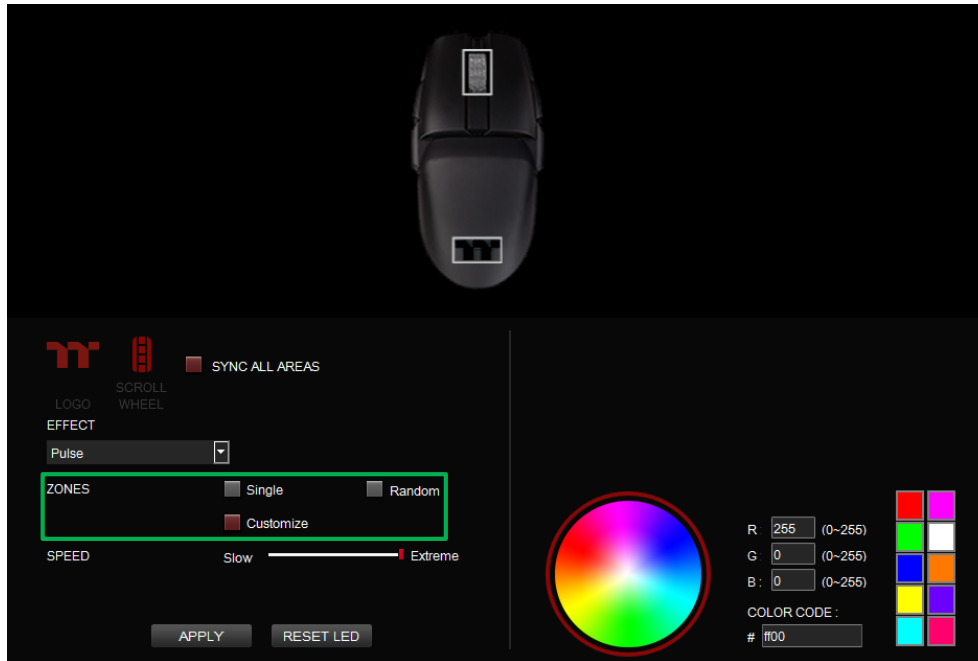 SYNC ALL AREAS
SCROLL
LOGO WHEEL
EFFECT
Pulse
ZONES Single Random
Customize
SPEED Slow Extreme
APPLY RESET LED
R: 255 (0~255)
G: 0 (0~255)
B: 0 (0~255)
COLOR CODE :
# ff00